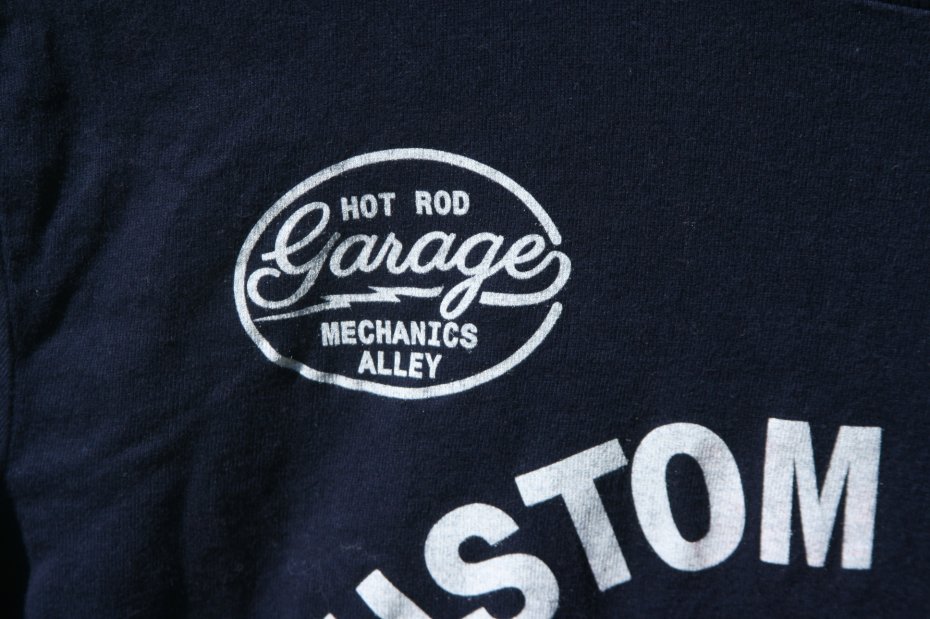 HOT ROD
Garage
MECHANICS
ALLEY
USTOM